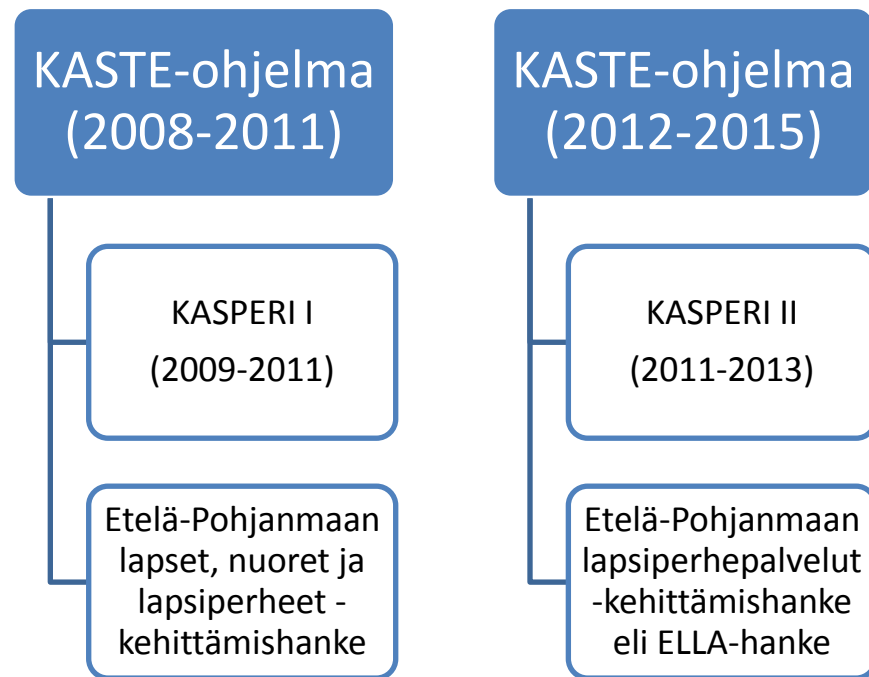 KASTE-ohjelma
(2008-2011)
KASPERI I
(2009-2011)
Etelä-Pohjanmaan
lapset, nuoret ja
lapsiperheet -
kehittämishanke
KASTE-ohjelma
(2012-2015)
KASPERI II
(2011-2013)
Etelä-Pohjanmaan
lapsiperhepalvelut
-kehittämishanke
eli ELLA-hanke